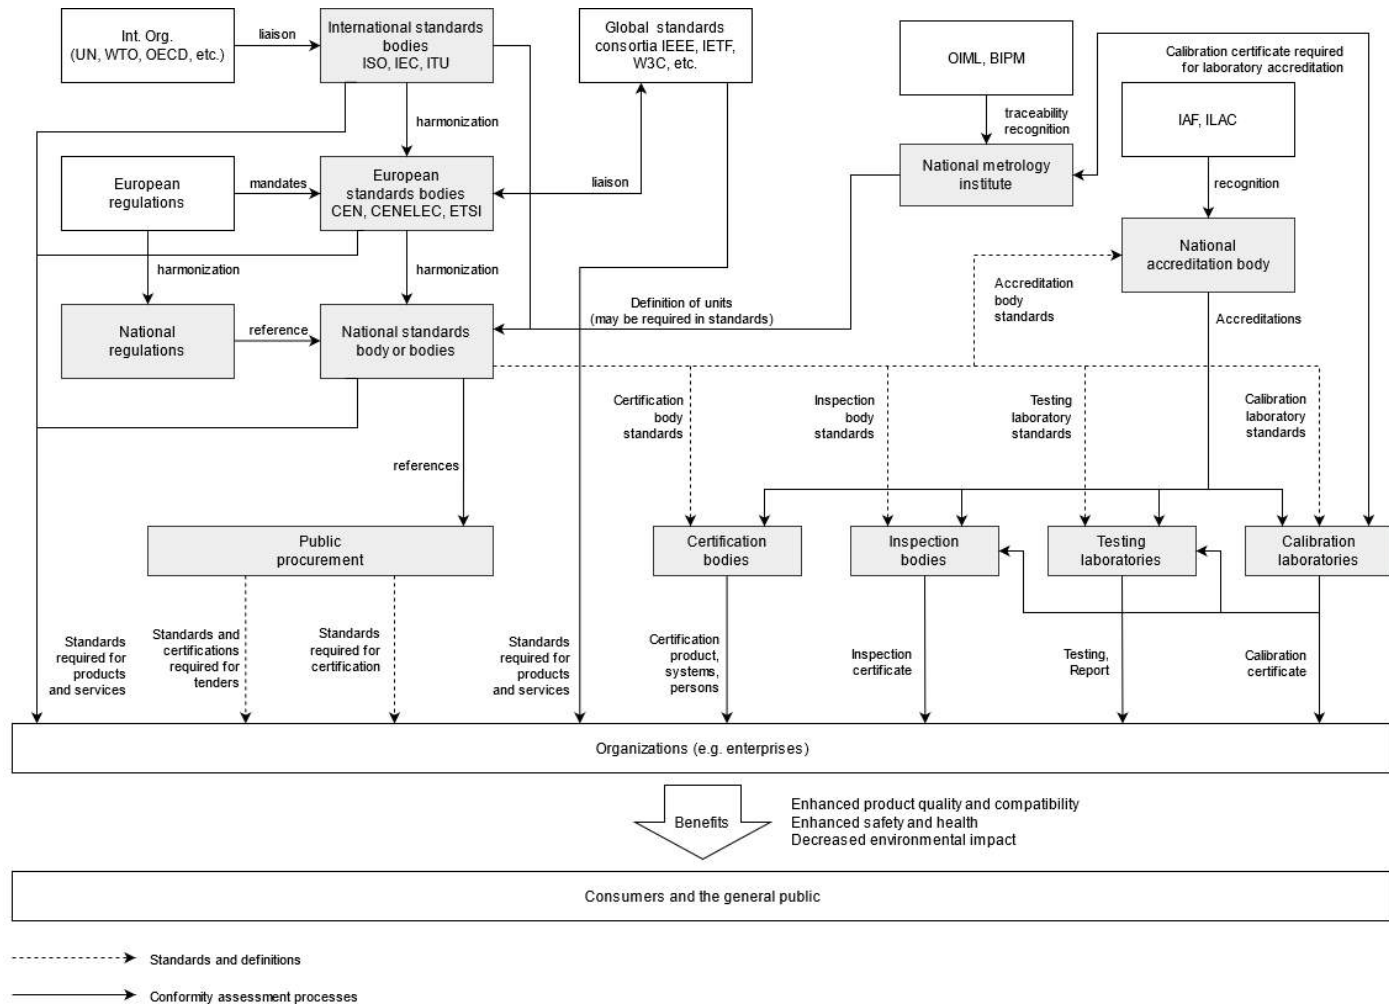 Int. Org.
(UN, WTO, OECD, etc.)
liaison
International standards
bodies
ISO, IEC, ITU
Global standards
consortia IEEE, IETF,
W3C, etc.
OIML, BIPM
Calibration certificate required
for laboratory accreditation
IAF, ILAC
harmonization
traceability
recognition
European
regulations
mandates
European
standards bodies
CEN, CENELEC, ETSI
liaison
National metrology
institute
recognition
harmonization
harmonization
National
accreditation body
Accreditation
body
standards
National
regulations
reference
National standards
body or bodies
Definition of units
(may be required in standards)
Accreditations
Certification
body
standards
Inspection
body
standards
Testing
laboratory
standards
Calibration
laboratory
standards
references
Public
procurement
Certification
bodies
Inspection
bodies
Testing
laboratories
Calibration
laboratories
Standards
required for
products
and services
Standards and
certifications
required for
tenders
Standards
required for
certification
Standards
required for
products
and services
Certification
product,
systems,
persons
Inspection
certificate
Testing,
Report
Calibration
certificate
Organizations (e.g. enterprises)
Benefits
Enhanced product quality and compatibility
Enhanced safety and health
Decreased environmental impact
Consumers and the general public
Standards and definitions
Conformity assessment processes